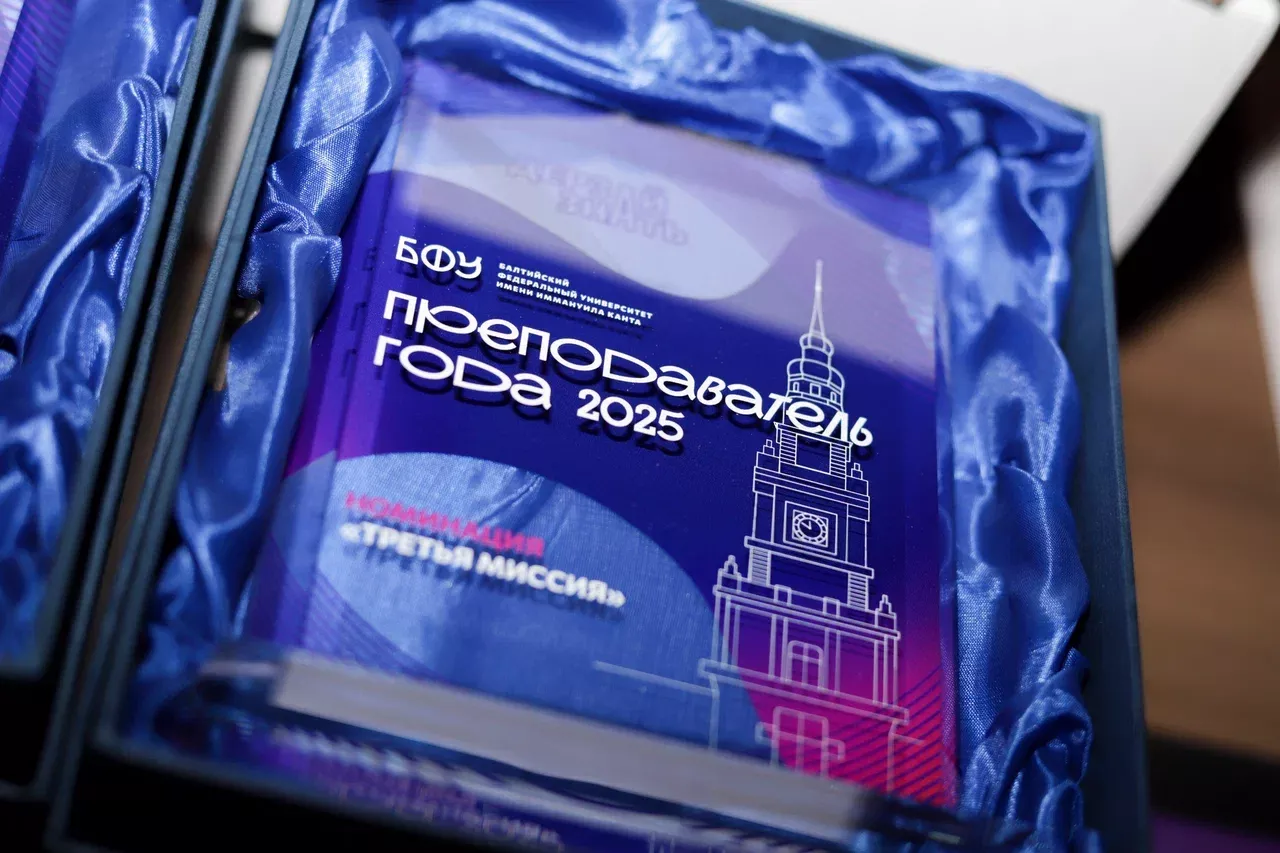 БФУ
БАЛТИЙСКИЙ
ФЕДЕРАЛЬНЫЙ УНИВЕРСИТЕТ
ИМЕНИ ИММАНУИЛА КАНТА
ПРЕПОДАВАТЕЛЬ
ГОДА 2025
НОМИНАЦИЯ
«ТРЕТЬЯ МИССИЯ»